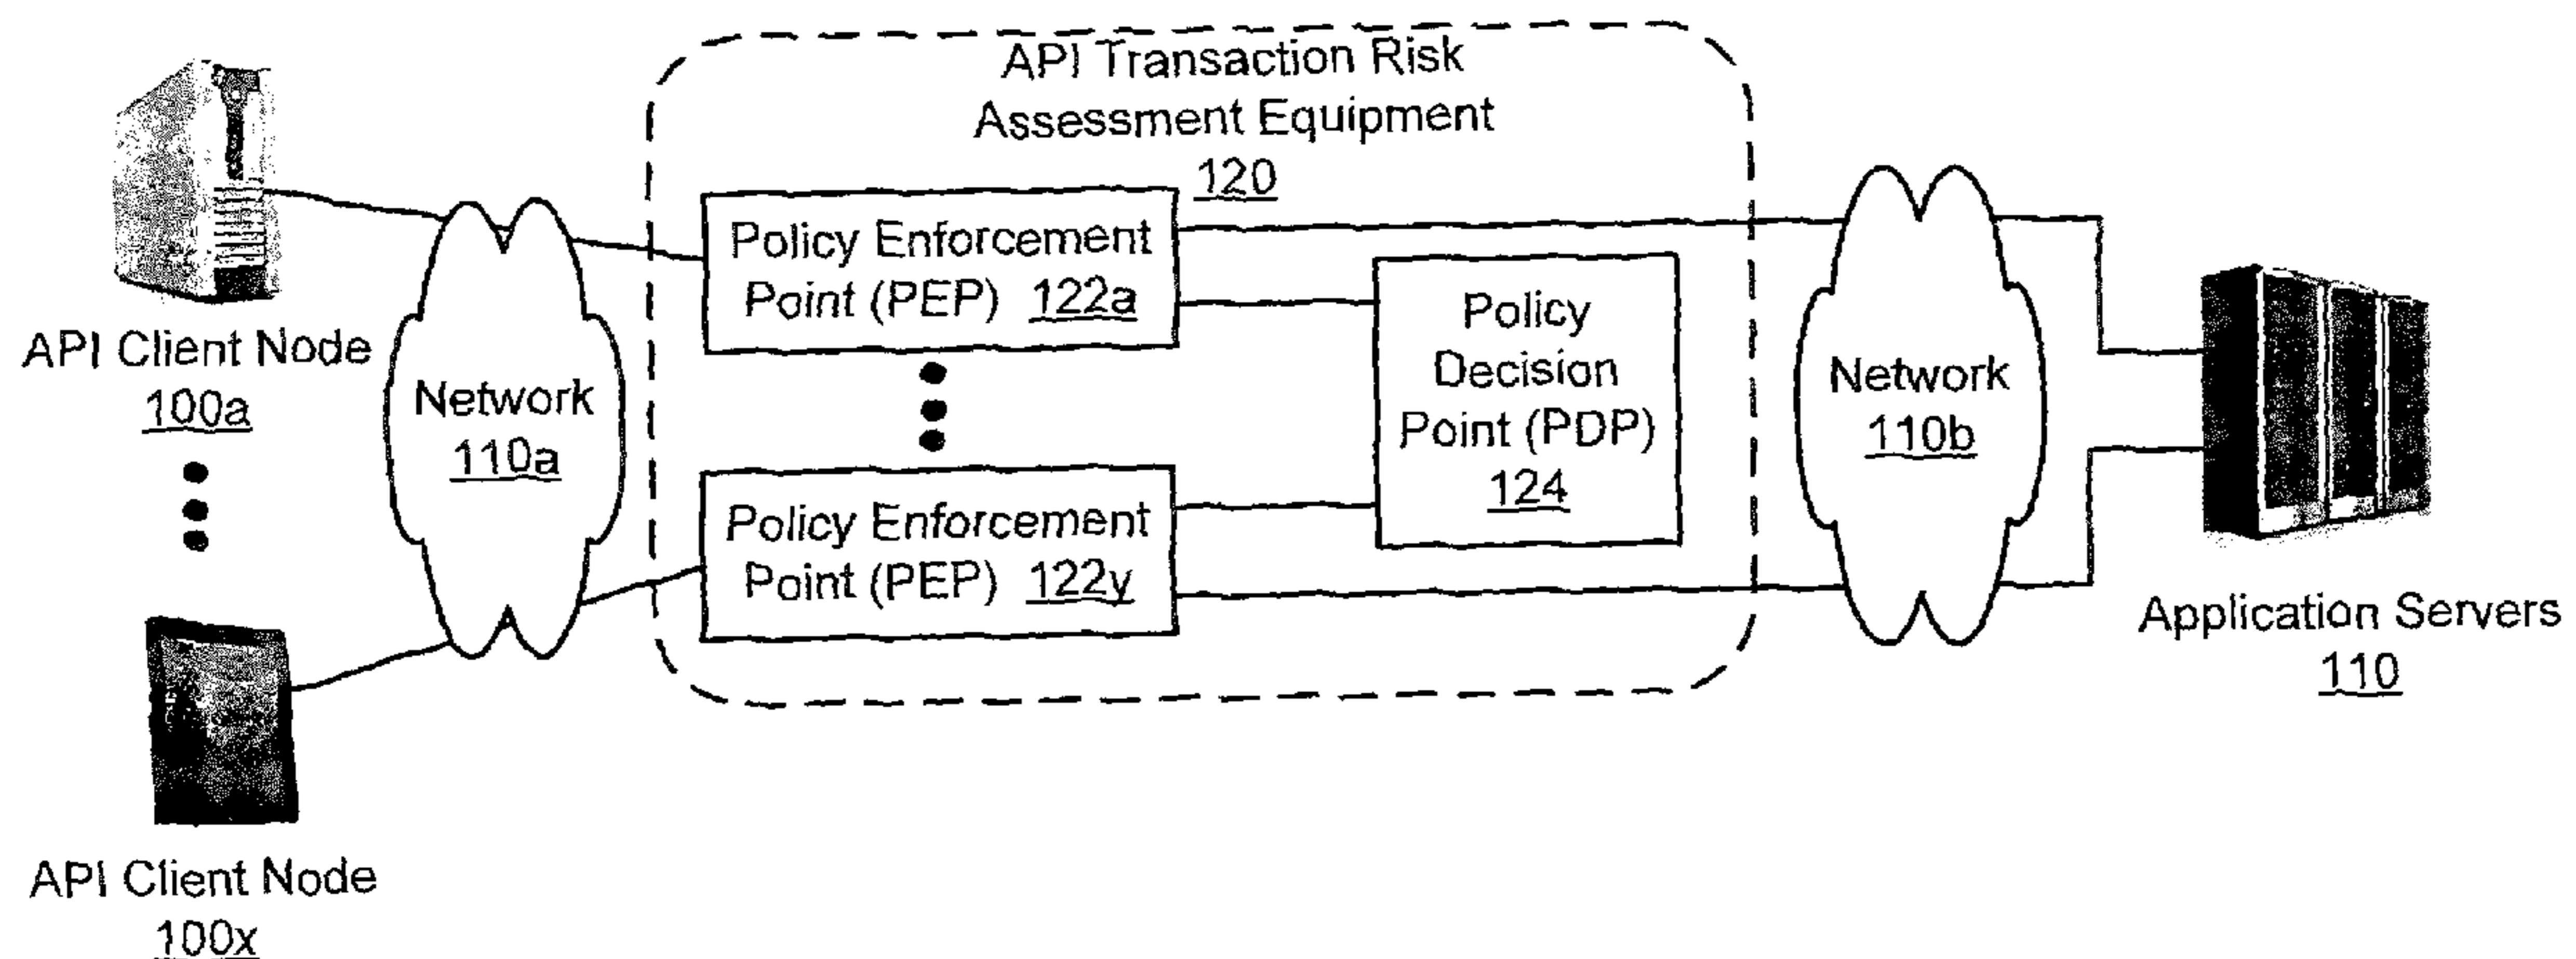 API Transaction Risk
Assessment Equipment
120
API Client Node
100a
Network
110a
Policy Enforcement
Point (PEP) 122a
Policy
Decision
Point (PDP)
124
Policy Enforcement
Point (PEP) 122y
Network
110b
Application Servers
110
API Client Node
100x